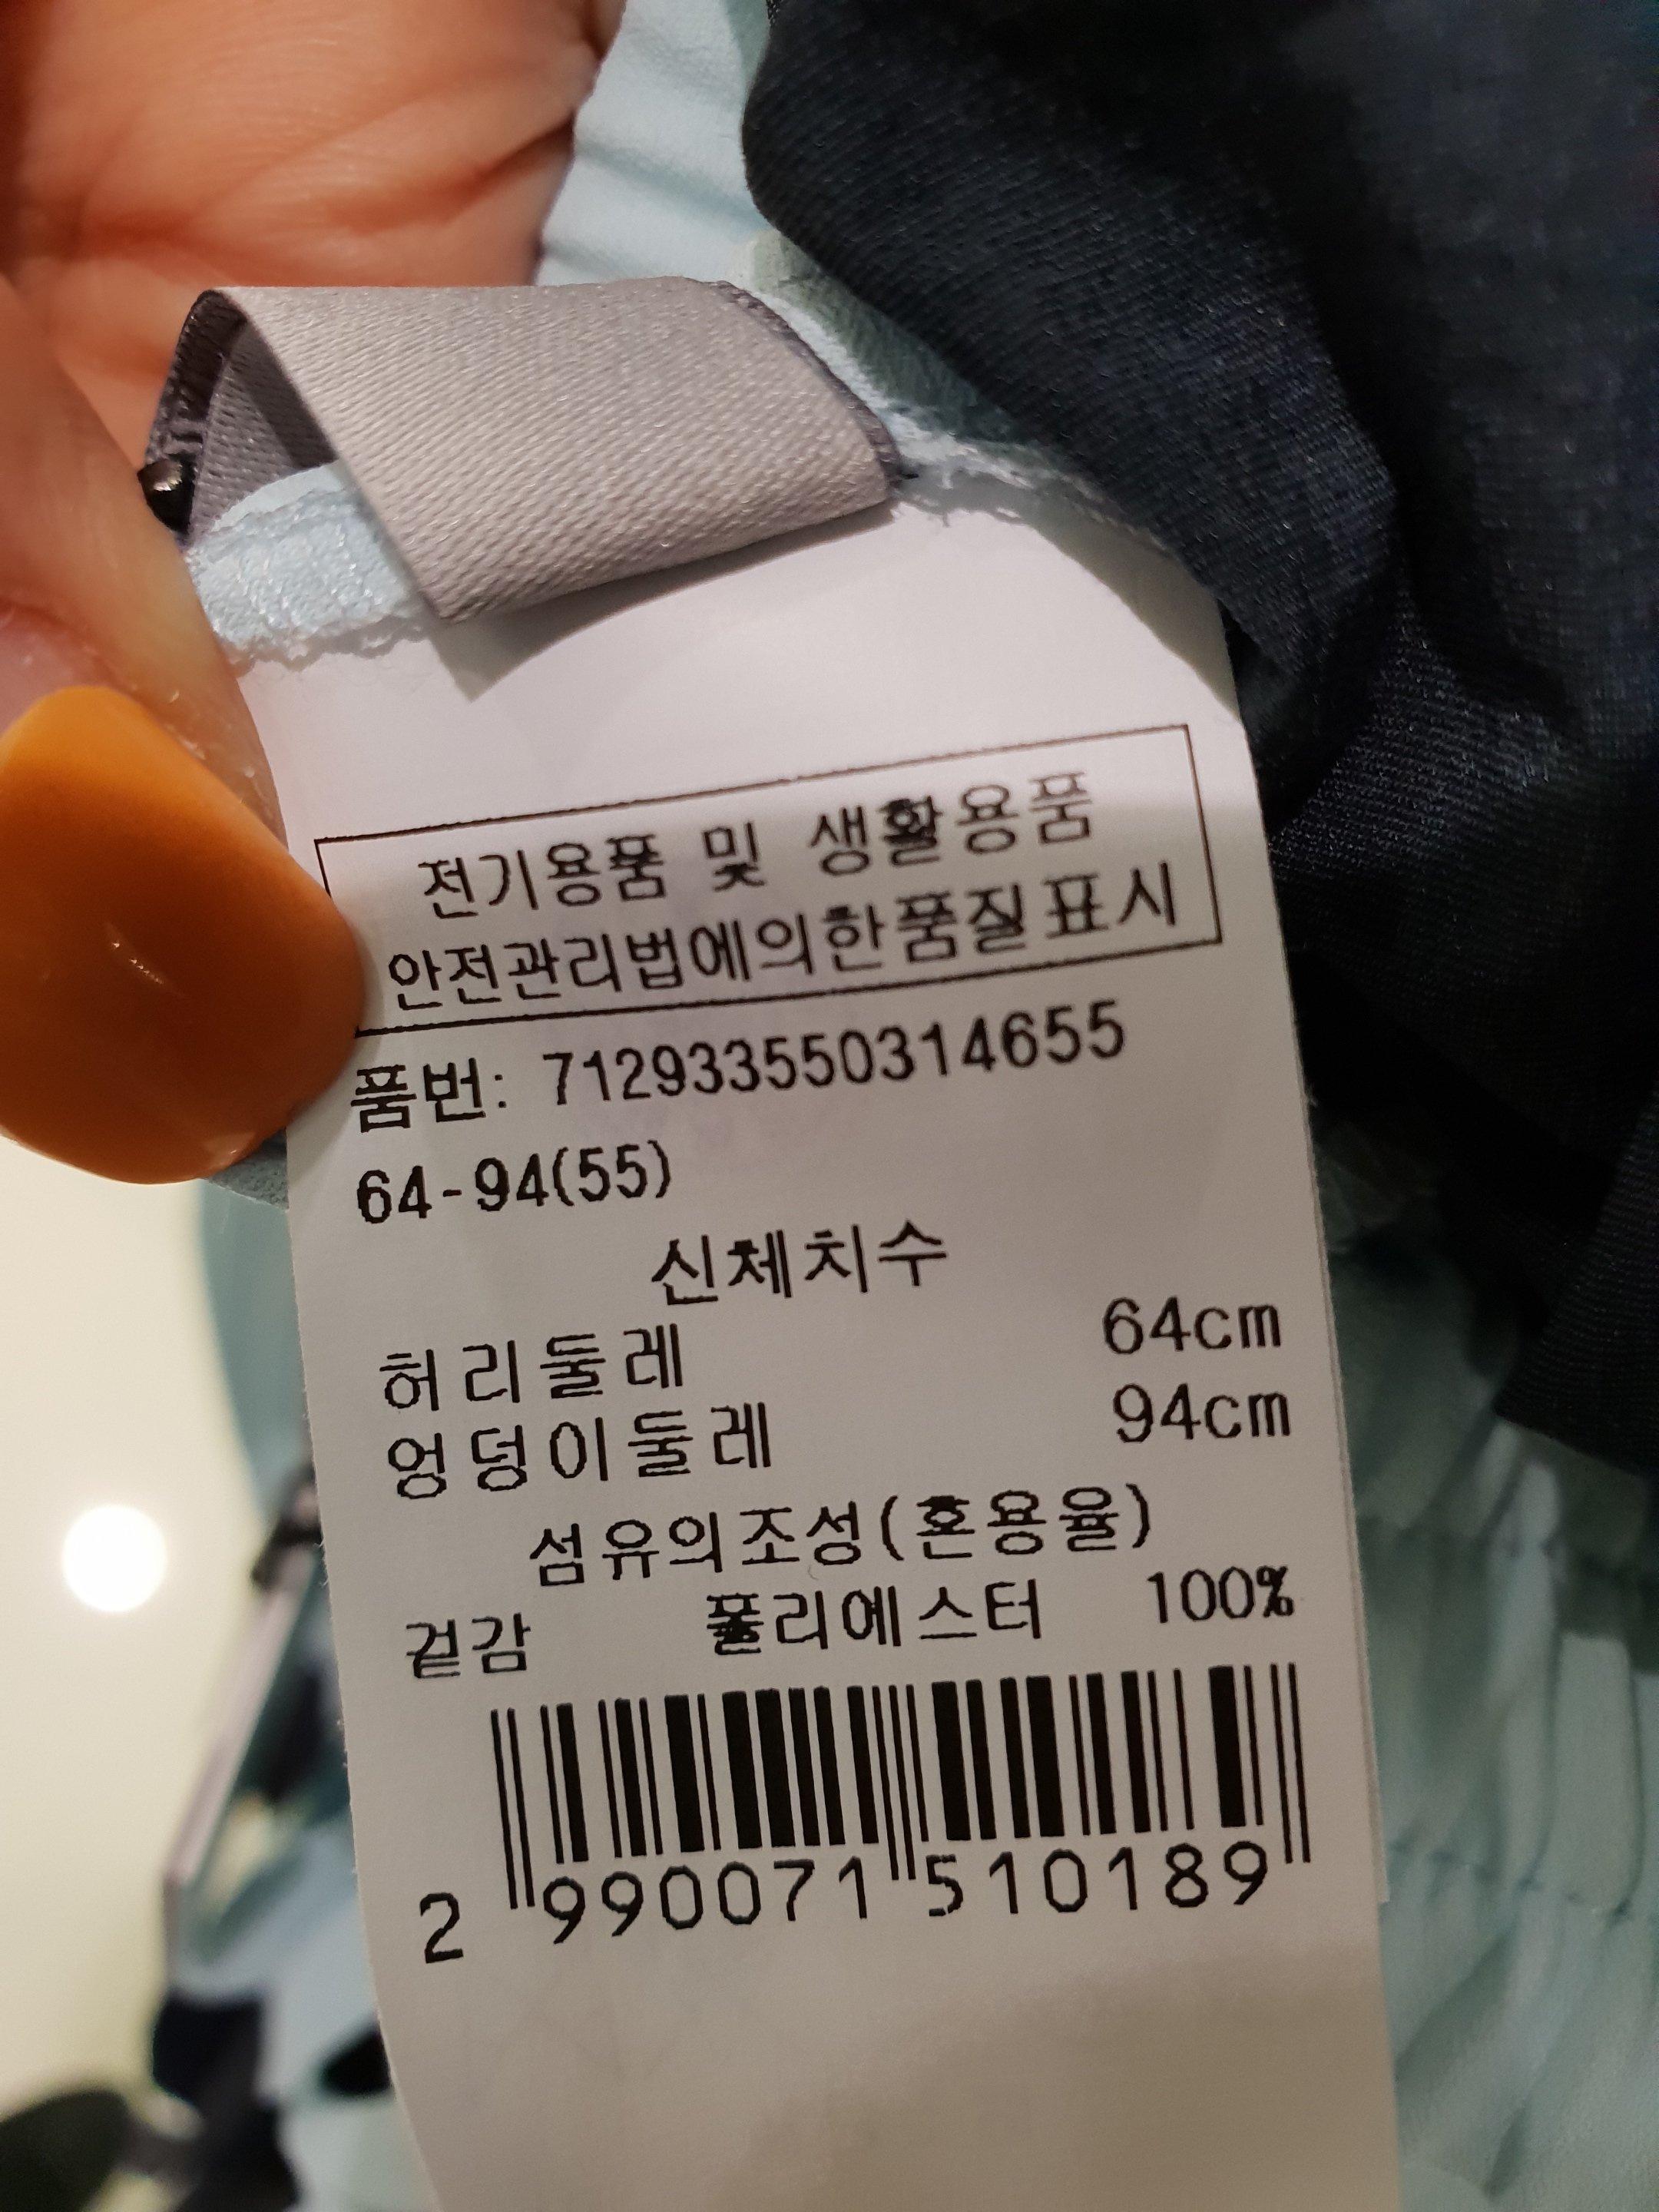 전기용품 및 생활용품
안전관리법에의한품질표시
품번: 712933550314655
64-94(55)
신체치수
허리둘레 64cm
엉덩이둘레 94cm
섬유의조성(혼용율)
겉감 폴리에스터 100%
2 990071 510189